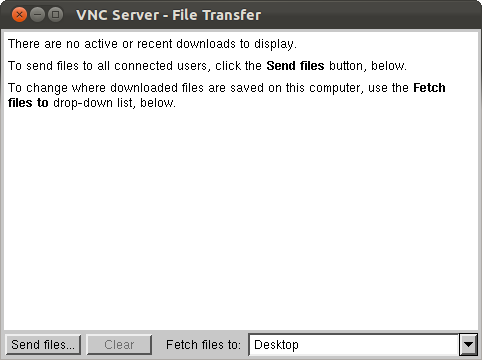 VNC Server - File Transfer
There are no active or recent downloads to display.
To send files to all connected users, click the Send files button, below.
To change where downloaded files are saved on this computer, use the Fetch
files to drop-down list, below.
Send files... Clear Fetch files to: Desktop